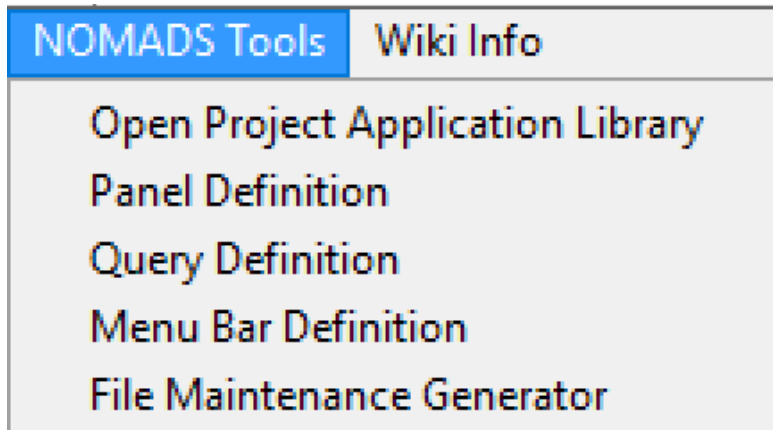 NOMADS Tools Wiki Info
Open Project Application Library
Panel Definition
Query Definition
Menu Bar Definition
File Maintenance Generator